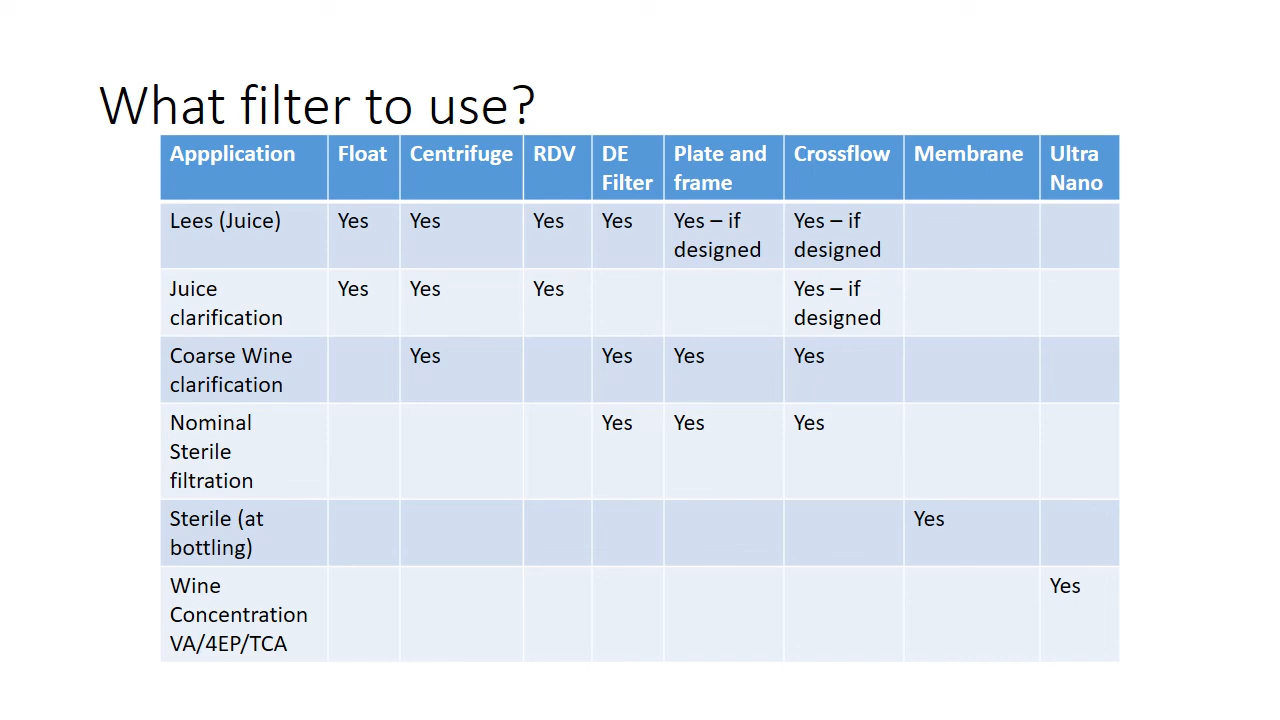 What filter to use?
Appplication Float Centrifuge RDV DE Filter Plate and frame Crossflow Membrane Ultra Nano
Lees (Juice) Yes Yes Yes Yes Yes – if designed Yes – if designed
Juice clarification Yes Yes Yes Yes – if designed
Coarse Wine clarification Yes Yes Yes Yes
Nominal Sterile filtration Yes Yes Yes
Sterile (at bottling) Yes
Wine Concentration VA/4EP/TCA Yes